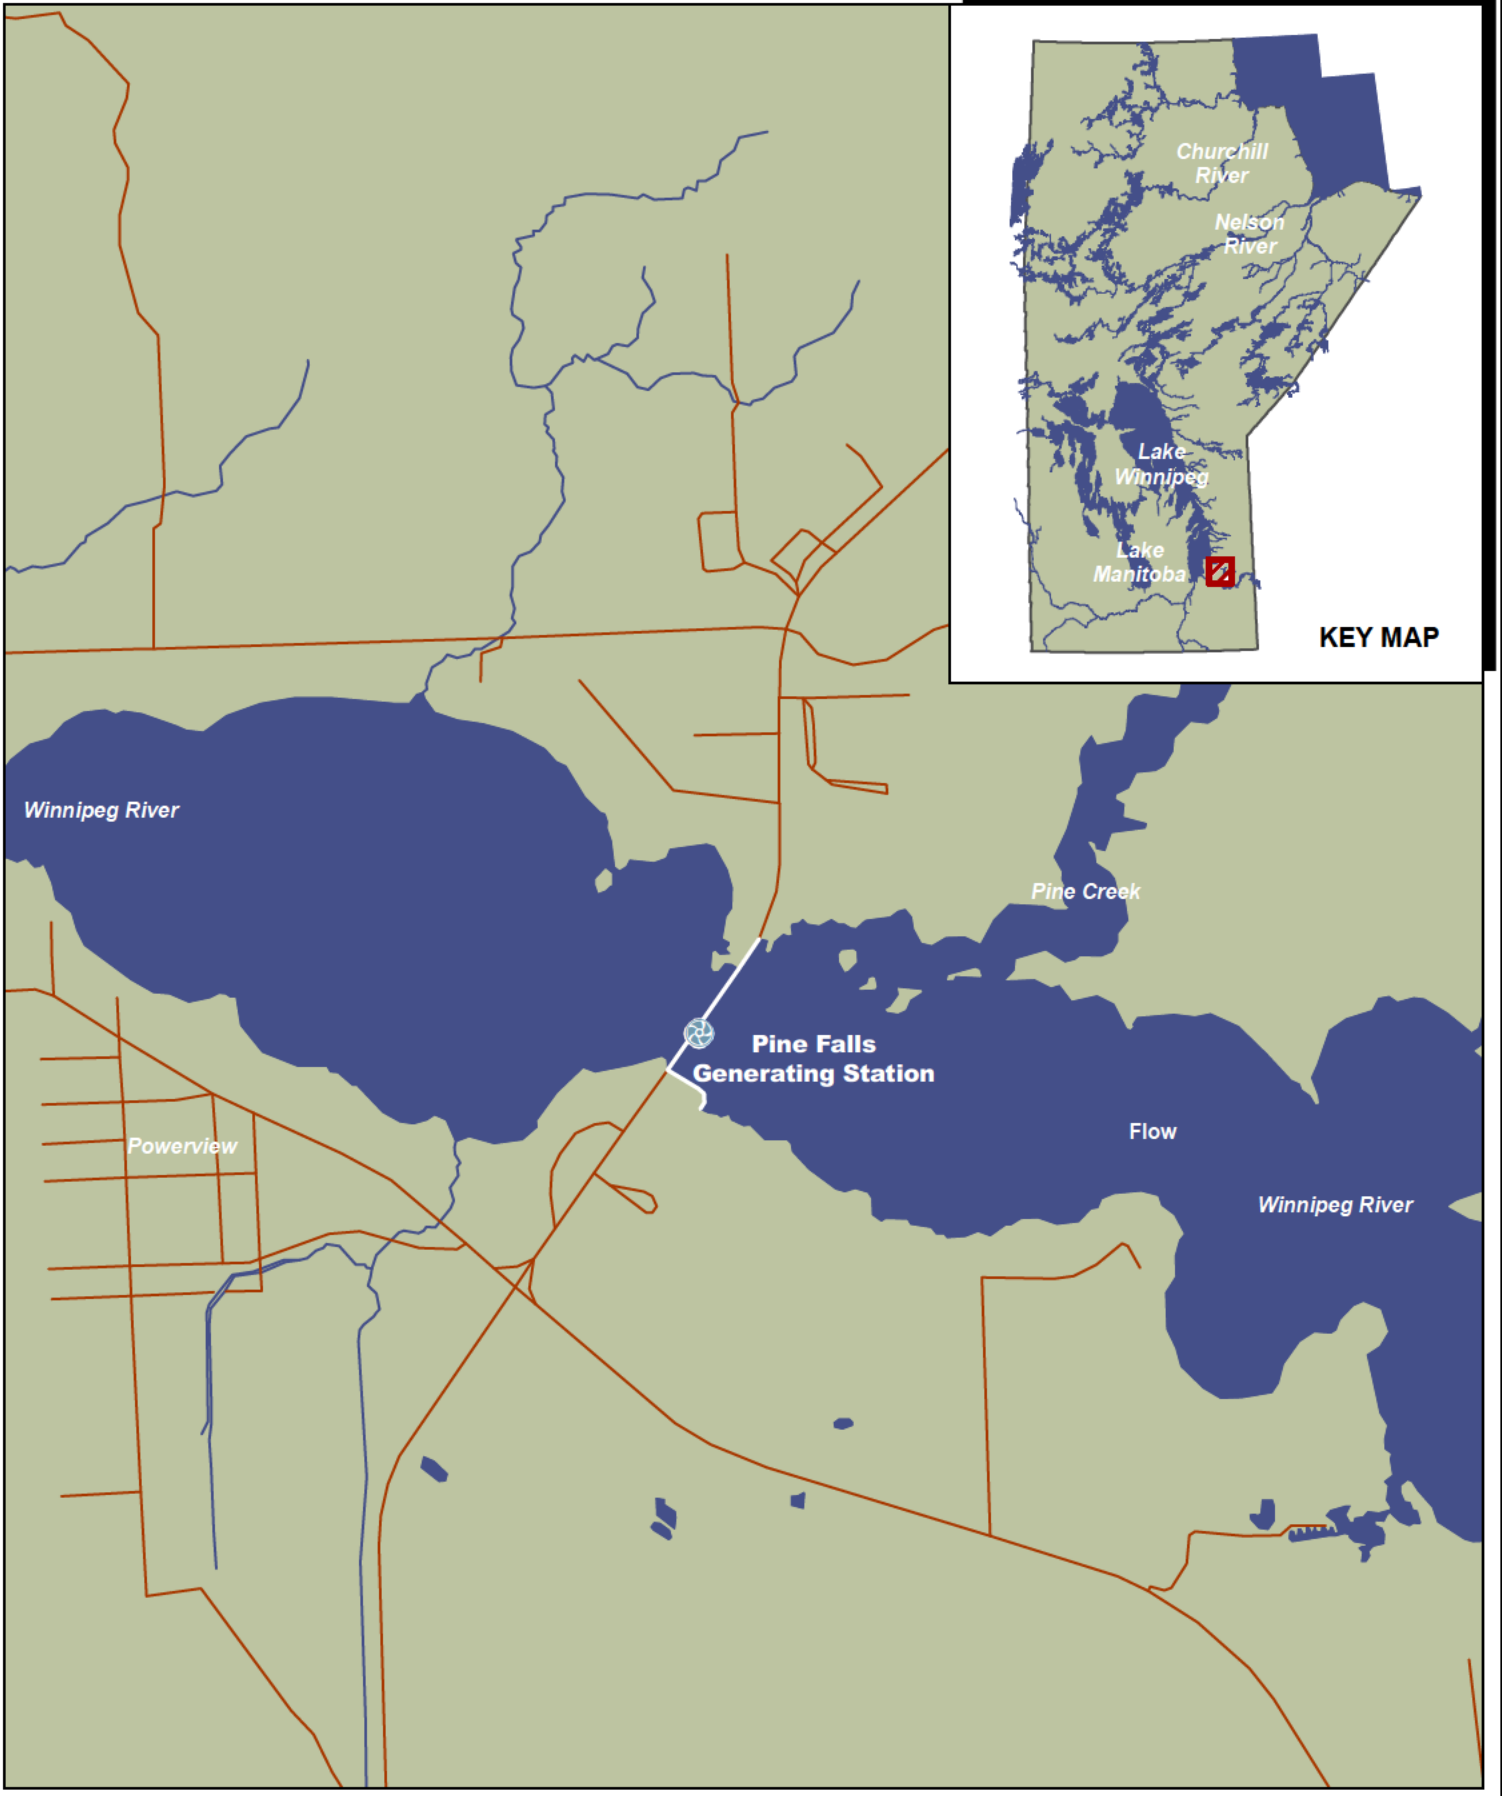 Churchill
River
Nelson
River
Lake
Winnipeg
Lake
Manitoba
KEY MAP
Winnipeg River
Pine Creek
Pine Falls
Generating Station
Flow
Powerview
Winnipeg River